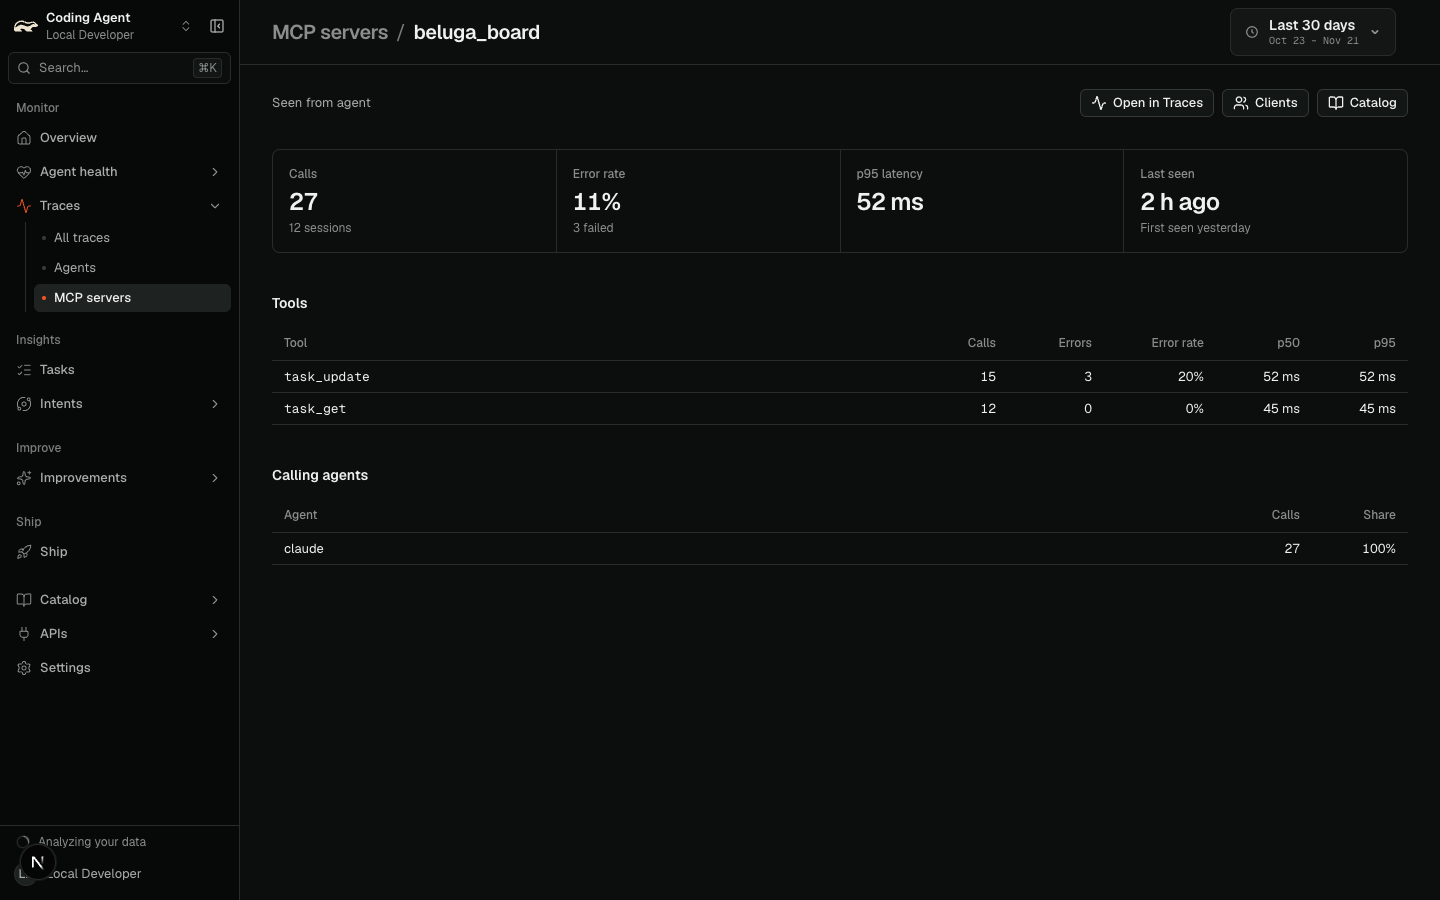 Coding Agent
Local Developer
Search...
⌘K
Monitor
Overview
Agent health
Traces
All traces
Agents
MCP servers
Insights
Tasks
Intents
Improve
Improvements
Ship
Ship
Catalog
APIs
Settings
Analyzing your data
N
Local Developer
MCP servers / beluga_board
Last 30 days
Oct 23 – Nov 21
Seen from agent
Open in Traces
Clients
Catalog
Calls
27
12 sessions
Error rate
11%
3 failed
p95 latency
52 ms
Last seen
2 h ago
First seen yesterday
Tools
Tool Calls Errors Error rate p50 p95
task_update 15 3 20% 52 ms 52 ms
task_get 12 0 0% 45 ms 45 ms
Calling agents
Agent Calls Share
claude 27 100%